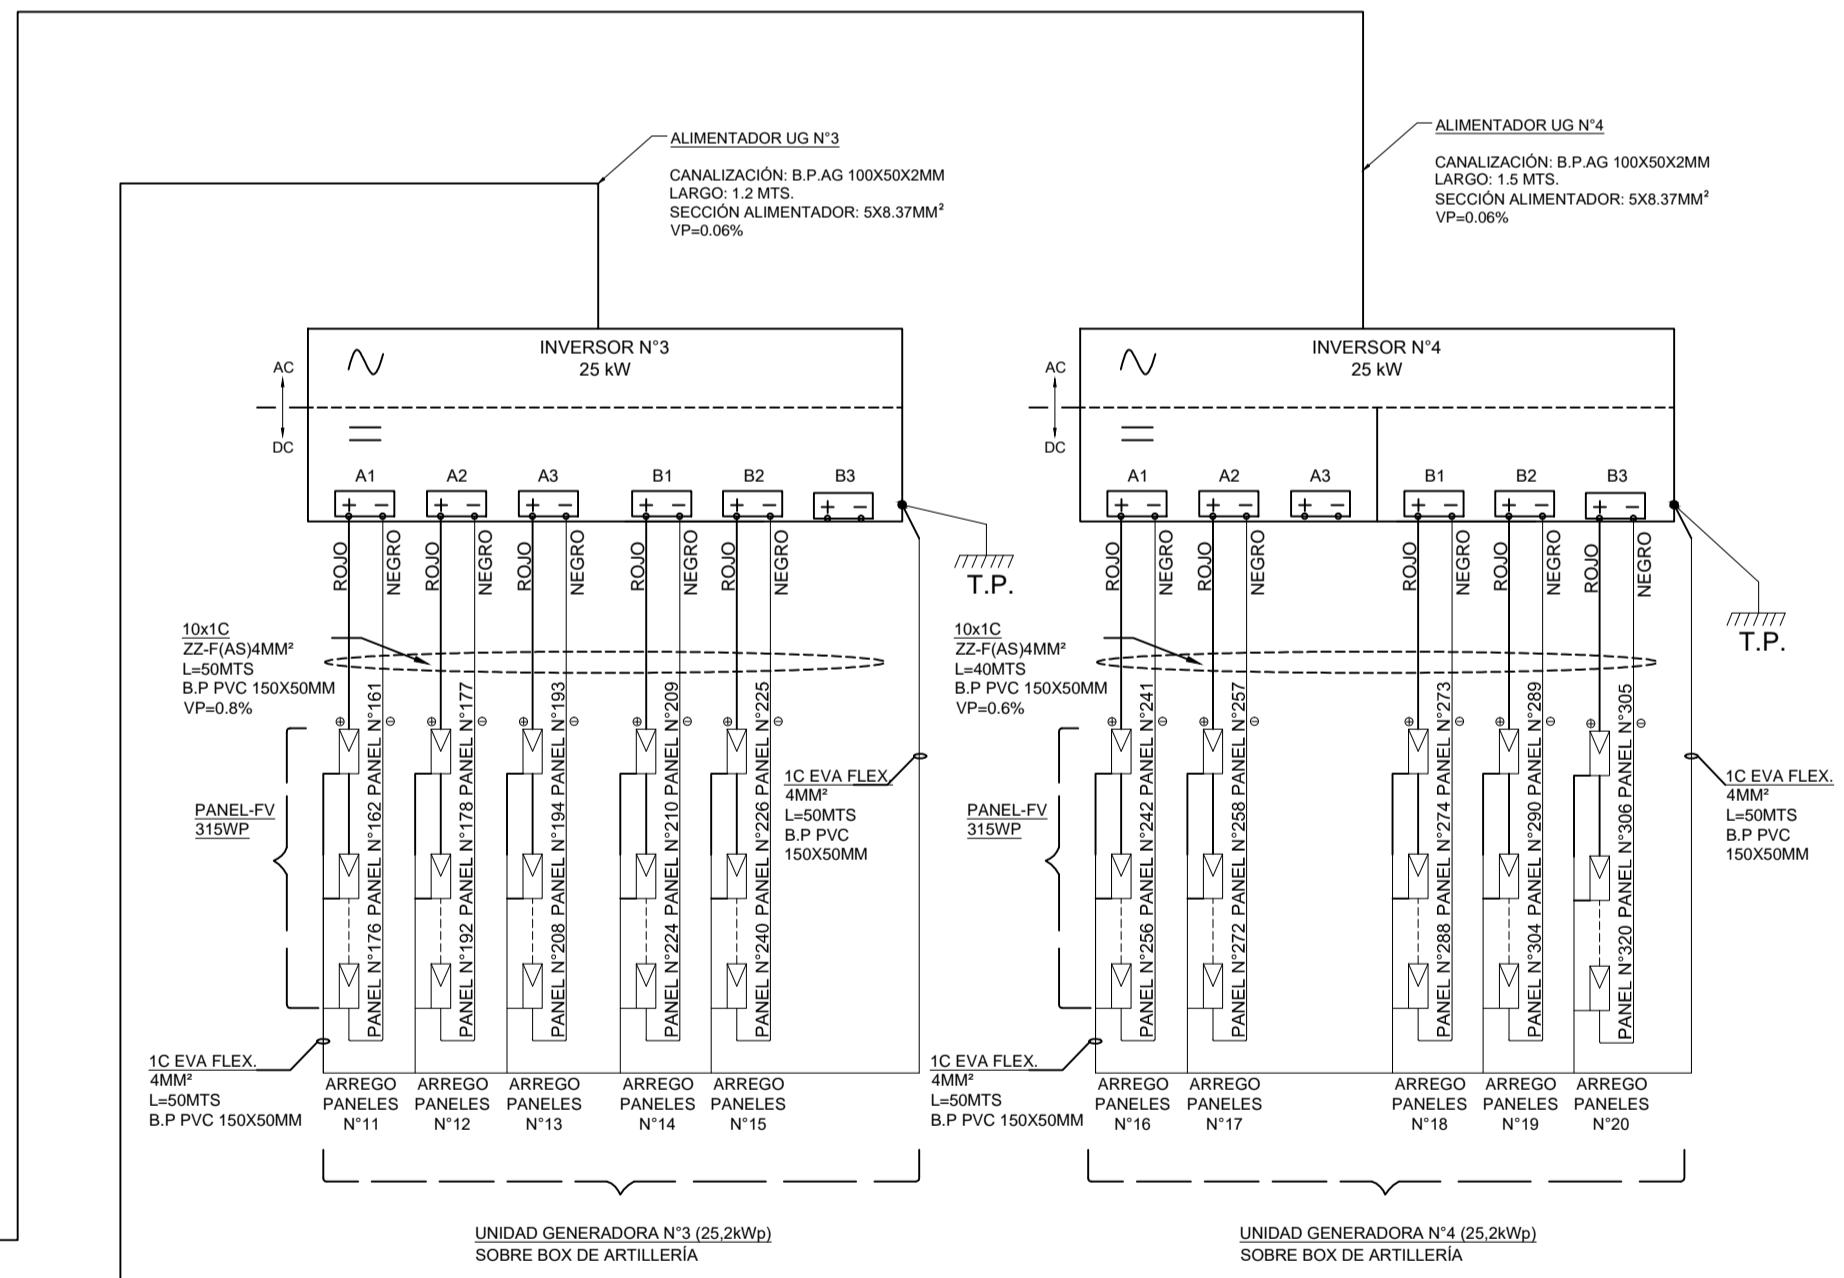 ALIMENTADOR UG N°3
CANALIZACIÓN: B.P.AG 100X50X2MM
LARGO: 1.2 MTS.
SECCIÓN ALIMENTADOR: 5X8.37MM²
VP=0.06%
ALIMENTADOR UG N°4
CANALIZACIÓN: B.P.AG 100X50X2MM
LARGO: 1.5 MTS.
SECCIÓN ALIMENTADOR: 5X8.37MM²
VP=0.06%
INVERSOR N°3
25 kW
AC
DC
A1
A2
A3
B1
B2
B3
+ −
+ −
+ −
+ −
+ −
+ −
ROJO
NEGRO
ROJO
NEGRO
ROJO
NEGRO
ROJO
NEGRO
ROJO
NEGRO
T.P.
10x1C
ZZ-F(AS)4MM²
L=50MTS
B.P PVC 150X50MM
VP=0.8%
PANEL-FV
315WP
PANEL N°176 PANEL N°162 PANEL N°161
PANEL N°192 PANEL N°178 PANEL N°177
PANEL N°208 PANEL N°194 PANEL N°193
PANEL N°224 PANEL N°210 PANEL N°209
PANEL N°240 PANEL N°226 PANEL N°225
1C EVA FLEX.
4MM²
L=50MTS
B.P PVC
150X50MM
1C EVA FLEX.
4MM²
L=50MTS
B.P PVC 150X50MM
ARREGO
PANELES
N°11
ARREGO
PANELES
N°12
ARREGO
PANELES
N°13
ARREGO
PANELES
N°14
ARREGO
PANELES
N°15
UNIDAD GENERADORA N°3 (25,2kWp)
SOBRE BOX DE ARTILLERÍA
INVERSOR N°4
25 kW
AC
DC
A1
A2
A3
B1
B2
B3
+ −
+ −
+ −
+ −
+ −
+ −
ROJO
NEGRO
ROJO
NEGRO
ROJO
NEGRO
ROJO
NEGRO
ROJO
NEGRO
T.P.
10x1C
ZZ-F(AS)4MM²
L=40MTS
B.P PVC 150X50MM
VP=0.6%
PANEL-FV
315WP
PANEL N°256 PANEL N°242 PANEL N°241
PANEL N°272 PANEL N°258 PANEL N°257
PANEL N°288 PANEL N°274 PANEL N°273
PANEL N°304 PANEL N°290 PANEL N°289
PANEL N°320 PANEL N°306 PANEL N°305
1C EVA FLEX.
4MM²
L=50MTS
B.P PVC
150X50MM
1C EVA FLEX.
4MM²
L=50MTS
B.P PVC 150X50MM
ARREGO
PANELES
N°16
ARREGO
PANELES
N°17
ARREGO
PANELES
N°18
ARREGO
PANELES
N°19
ARREGO
PANELES
N°20
UNIDAD GENERADORA N°4 (25,2kWp)
SOBRE BOX DE ARTILLERÍA